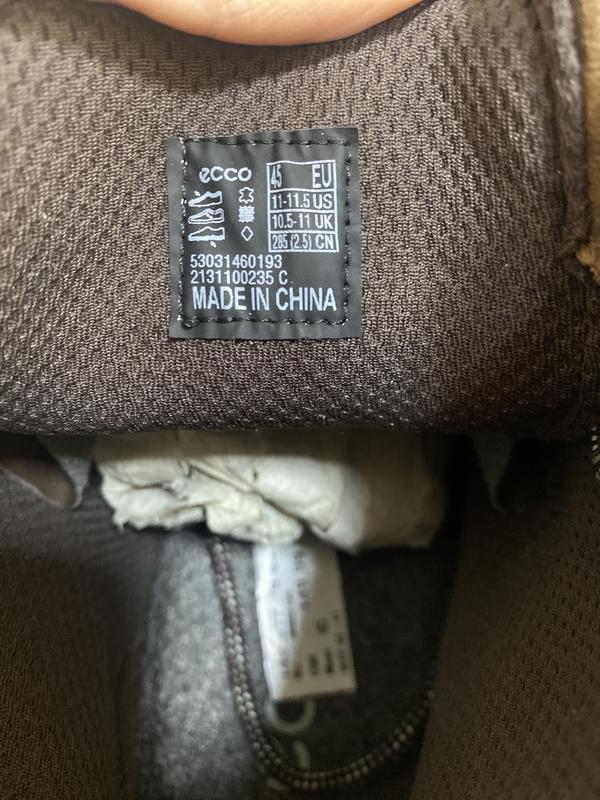 ecco
45 EU
11-11.5 US
10.5-11 UK
285 (2.5) CN
53031460193
2131100235 C
MADE IN CHINA